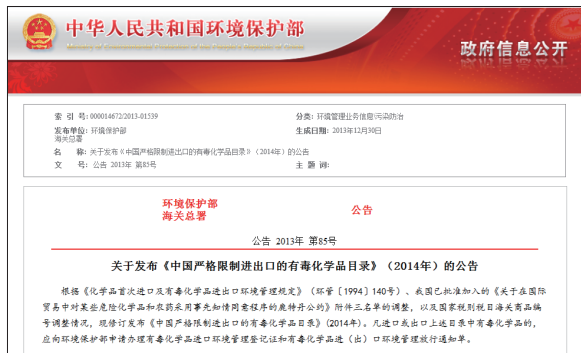 中华人民共和国环境保护部
Ministry of Environmental Protection of the People's Republic of China
政府信息公开
索 引 号: 000014672/2013-01539
分类: 环境管理业务信息\污染防治
发布单位: 环境保护部
海关总署
生成日期: 2013年12月30日
名 称: 关于发布《中国严格限制进出口的有毒化学品目录》（2014年）的公告
文 号: 公告 2013年 第85号
主 题 词:
环境保护部
海关总署
公告
公告 2013年 第85号
关于发布《中国严格限制进出口的有毒化学品目录》（2014年）的公告
根据《化学品首次进口及有毒化学品进出口环境管理规定》（环管〔1994〕140号）、我国已批准加入的《关于在国际
贸易中对某些危险化学品和农药采用事先知情同意程序的鹿特丹公约》附件三名单的调整，以及国家税则税目海关商品编
号调整情况，现修订发布《中国严格限制进出口的有毒化学品目录》(2014年)。凡进口或出口上述目录中有毒化学品的，
应向环境保护部申请办理有毒化学品进口环境管理登记证和有毒化学品进（出）口环境管理放行通知单。